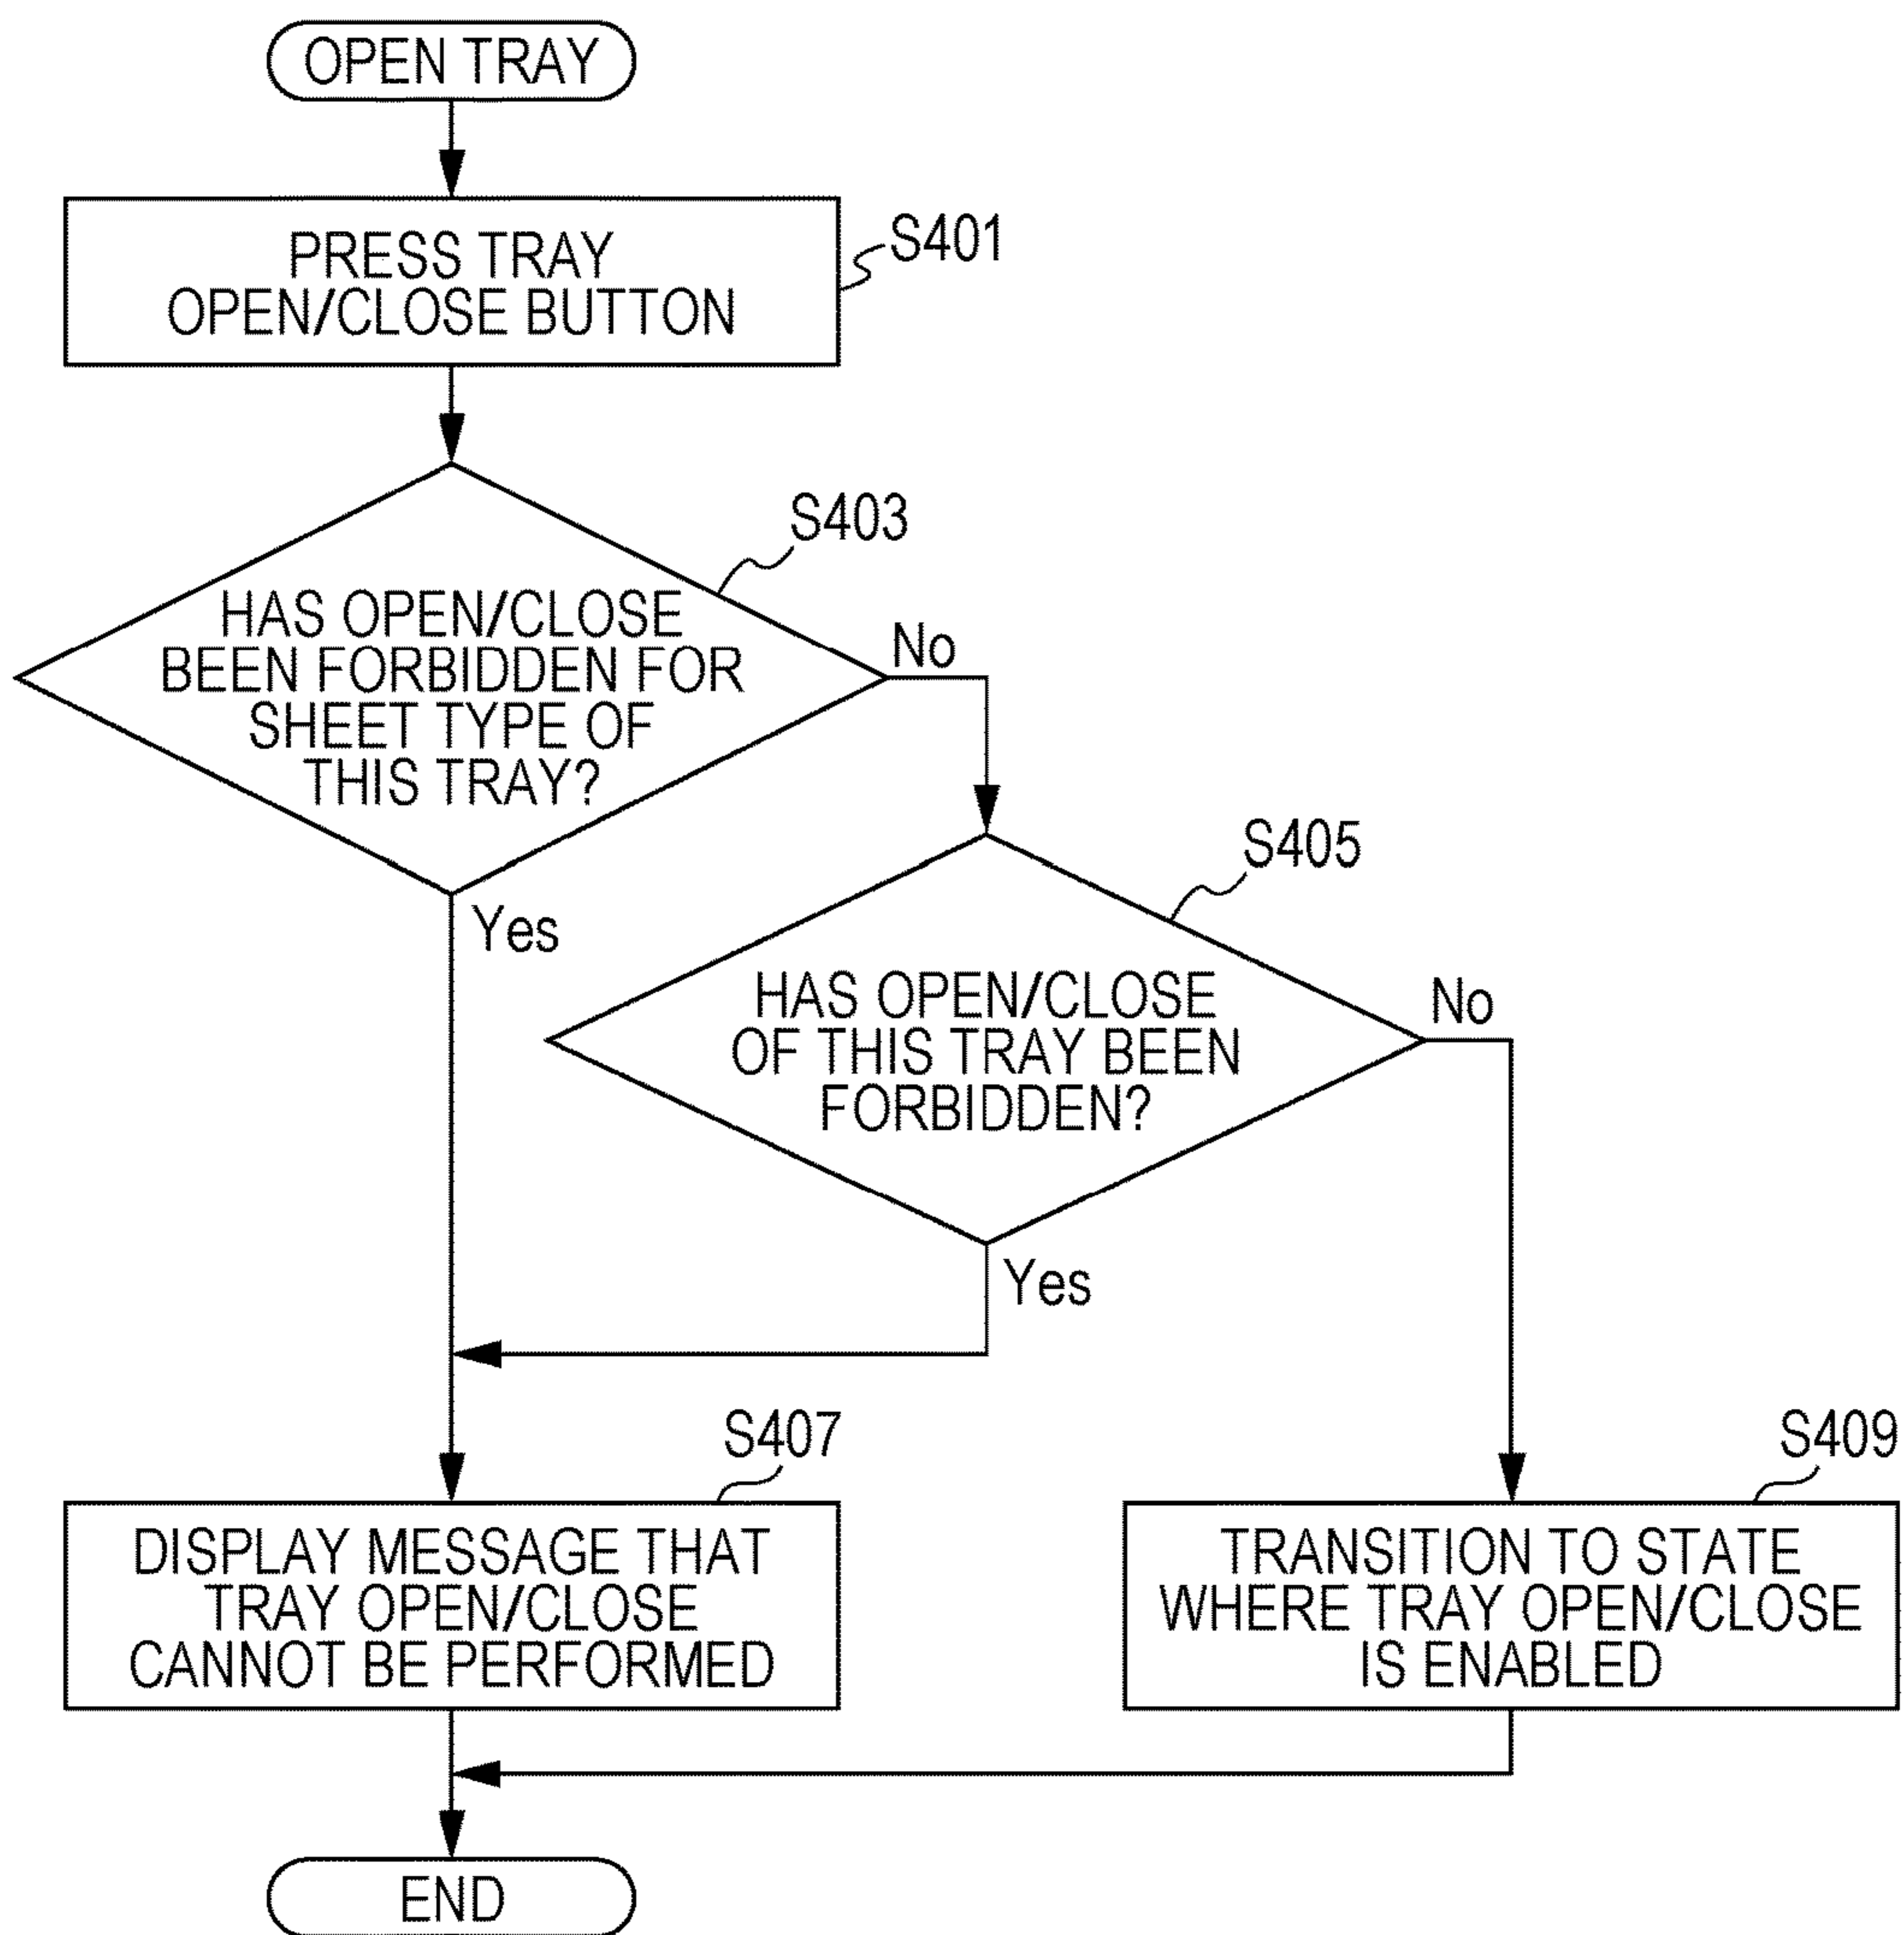 OPEN TRAY
PRESS TRAY
OPEN/CLOSE BUTTON
S401
S403
HAS OPEN/CLOSE
BEEN FORBIDDEN FOR
SHEET TYPE OF
THIS TRAY?
No
Yes
S405
HAS OPEN/CLOSE
OF THIS TRAY BEEN
FORBIDDEN?
No
Yes
S407
DISPLAY MESSAGE THAT
TRAY OPEN/CLOSE
CANNOT BE PERFORMED
S409
TRANSITION TO STATE
WHERE TRAY OPEN/CLOSE
IS ENABLED
END